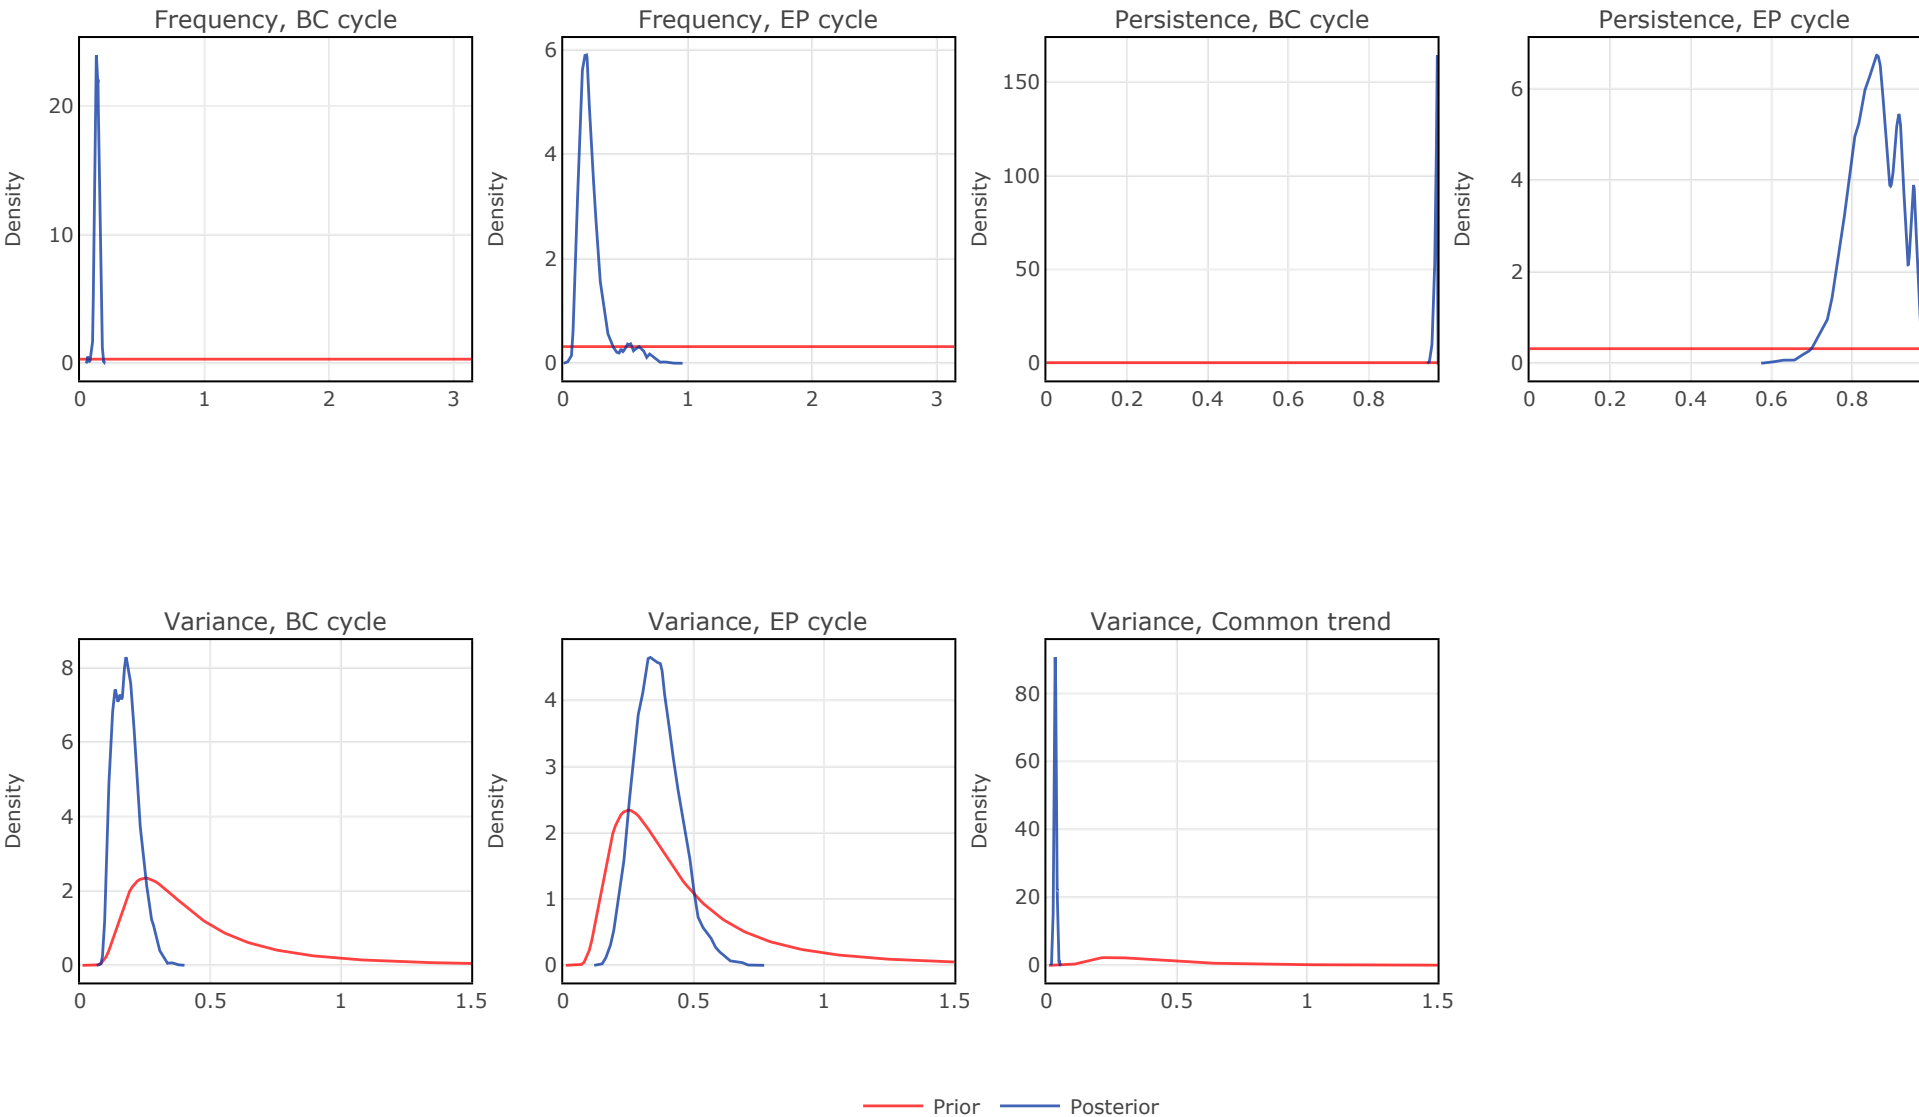 Frequency, BC cycle
Frequency, EP cycle
Persistence, BC cycle
Persistence, EP cycle
Density
20
10
0
0 1 2 3
Density
6
4
2
0
0 1 2 3
Density
150
100
50
0
0 0.2 0.4 0.6 0.8
Density
6
4
2
0
0 0.2 0.4 0.6 0.8
Variance, BC cycle
Variance, EP cycle
Variance, Common trend
Density
8
6
4
2
0
0 0.5 1 1.5
Density
4
3
2
1
0
0 0.5 1 1.5
Density
80
60
40
20
0
0 0.5 1 1.5
Prior Posterior